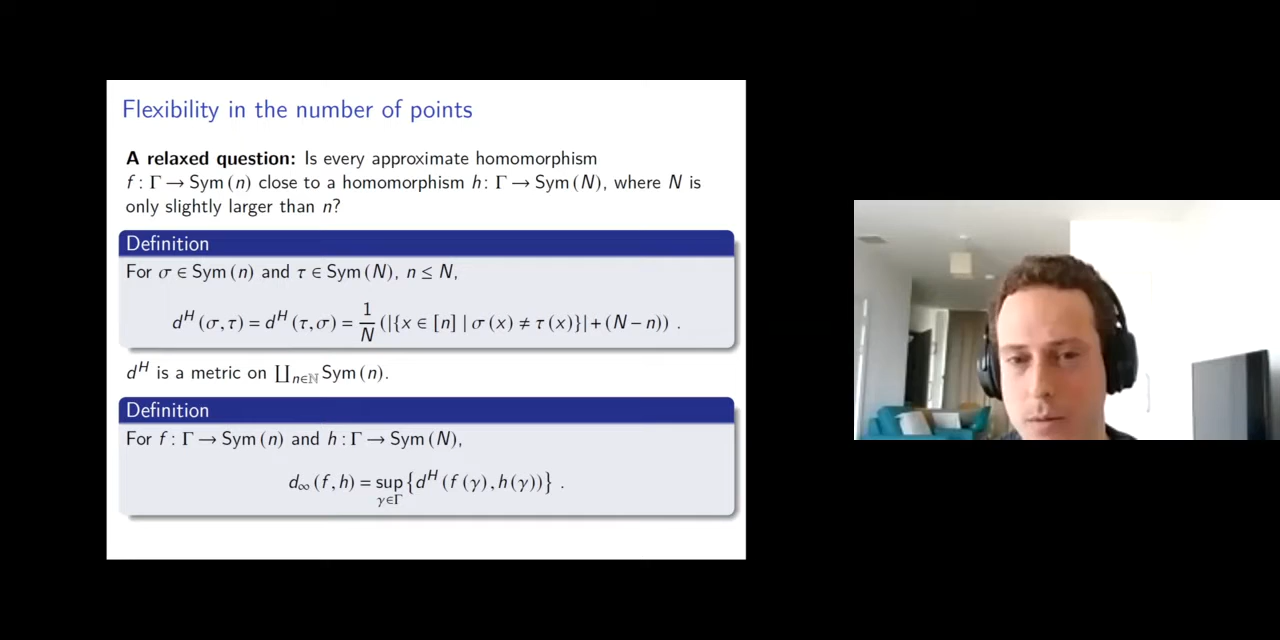 Flexibility in the number of points
A relaxed question: Is every approximate homomorphism
f : Γ → Sym (n) close to a homomorphism h: Γ → Sym (N), where N is
only slightly larger than n?
Definition
For σ ∈ Sym (n) and τ ∈ Sym (N), n ≤ N,
d^H (σ, τ) = d^H (τ, σ) = 1/N (|{x ∈ [n] | σ (x) ≠ τ (x)}| + (N − n)) .
d^H is a metric on ∐_{n∈ℕ} Sym (n).
Definition
For f : Γ → Sym (n) and h : Γ → Sym (N),
d_∞ (f, h) = sup_{γ∈Γ} {d^H (f (γ), h (γ))} .